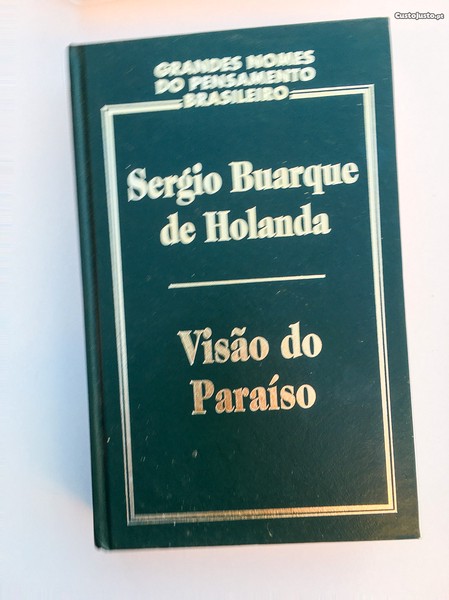 CustoJusto.pt
GRANDES NOMES
DO PENSAMENTO
BRASILEIRO
Sergio Buarque
de Holanda
Visão do
Paraíso